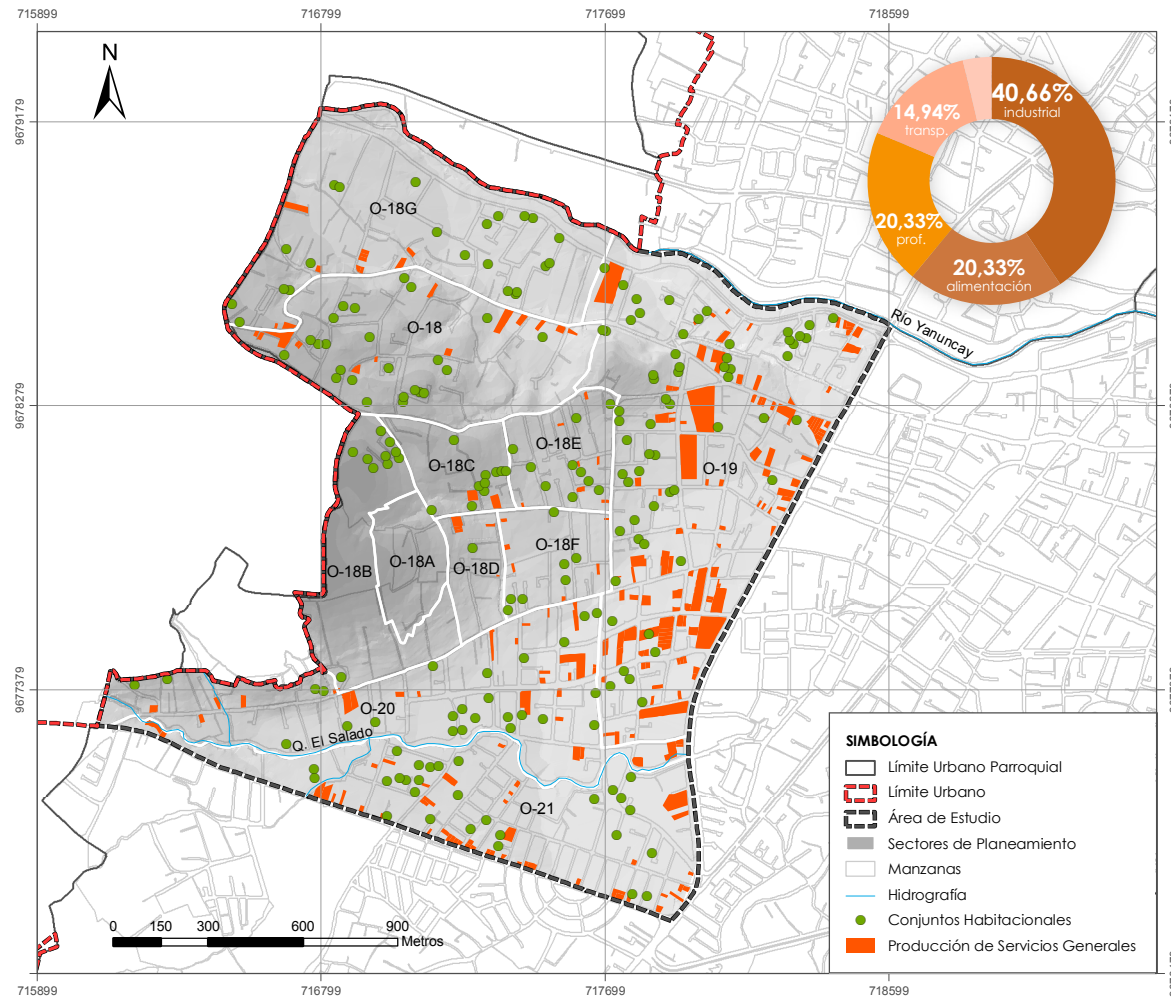 715899
716799
717699
718599
N
9679179
40,66%
industrial
14,94%
transp.
20,33%
prof.
20,33%
alimentación
O-18G
O-18
Río Yanuncay
9678279
O-18E
O-18C
O-19
O-18F
O-18A
O-18B
O-18D
9677379
O-20
Q. El Salado
O-21
SIMBOLOGÍA
Límite Urbano Parroquial
Límite Urbano
Área de Estudio
Sectores de Planeamiento
Manzanas
Hidrografía
Conjuntos Habitacionales
Producción de Servicios Generales
0 150 300 600 900
Metros
715899
716799
717699
718599